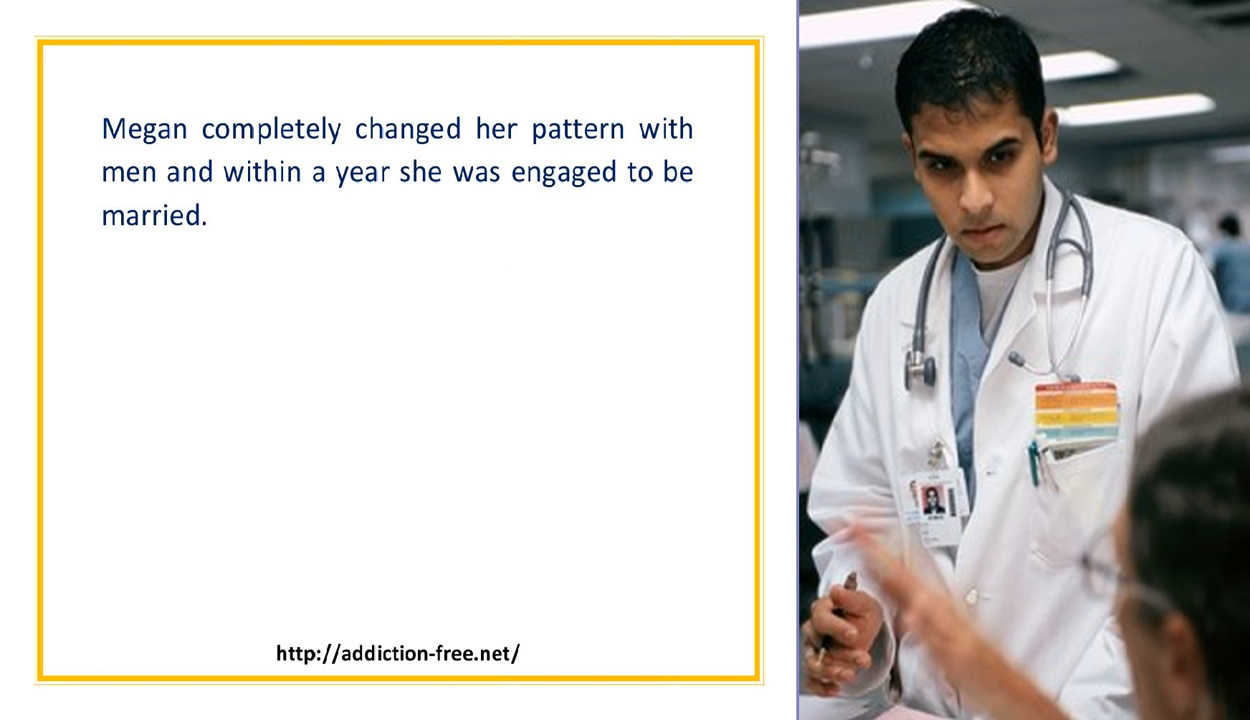 Megan completely changed her pattern with
men and within a year she was engaged to be
married.
http://addiction-free.net/